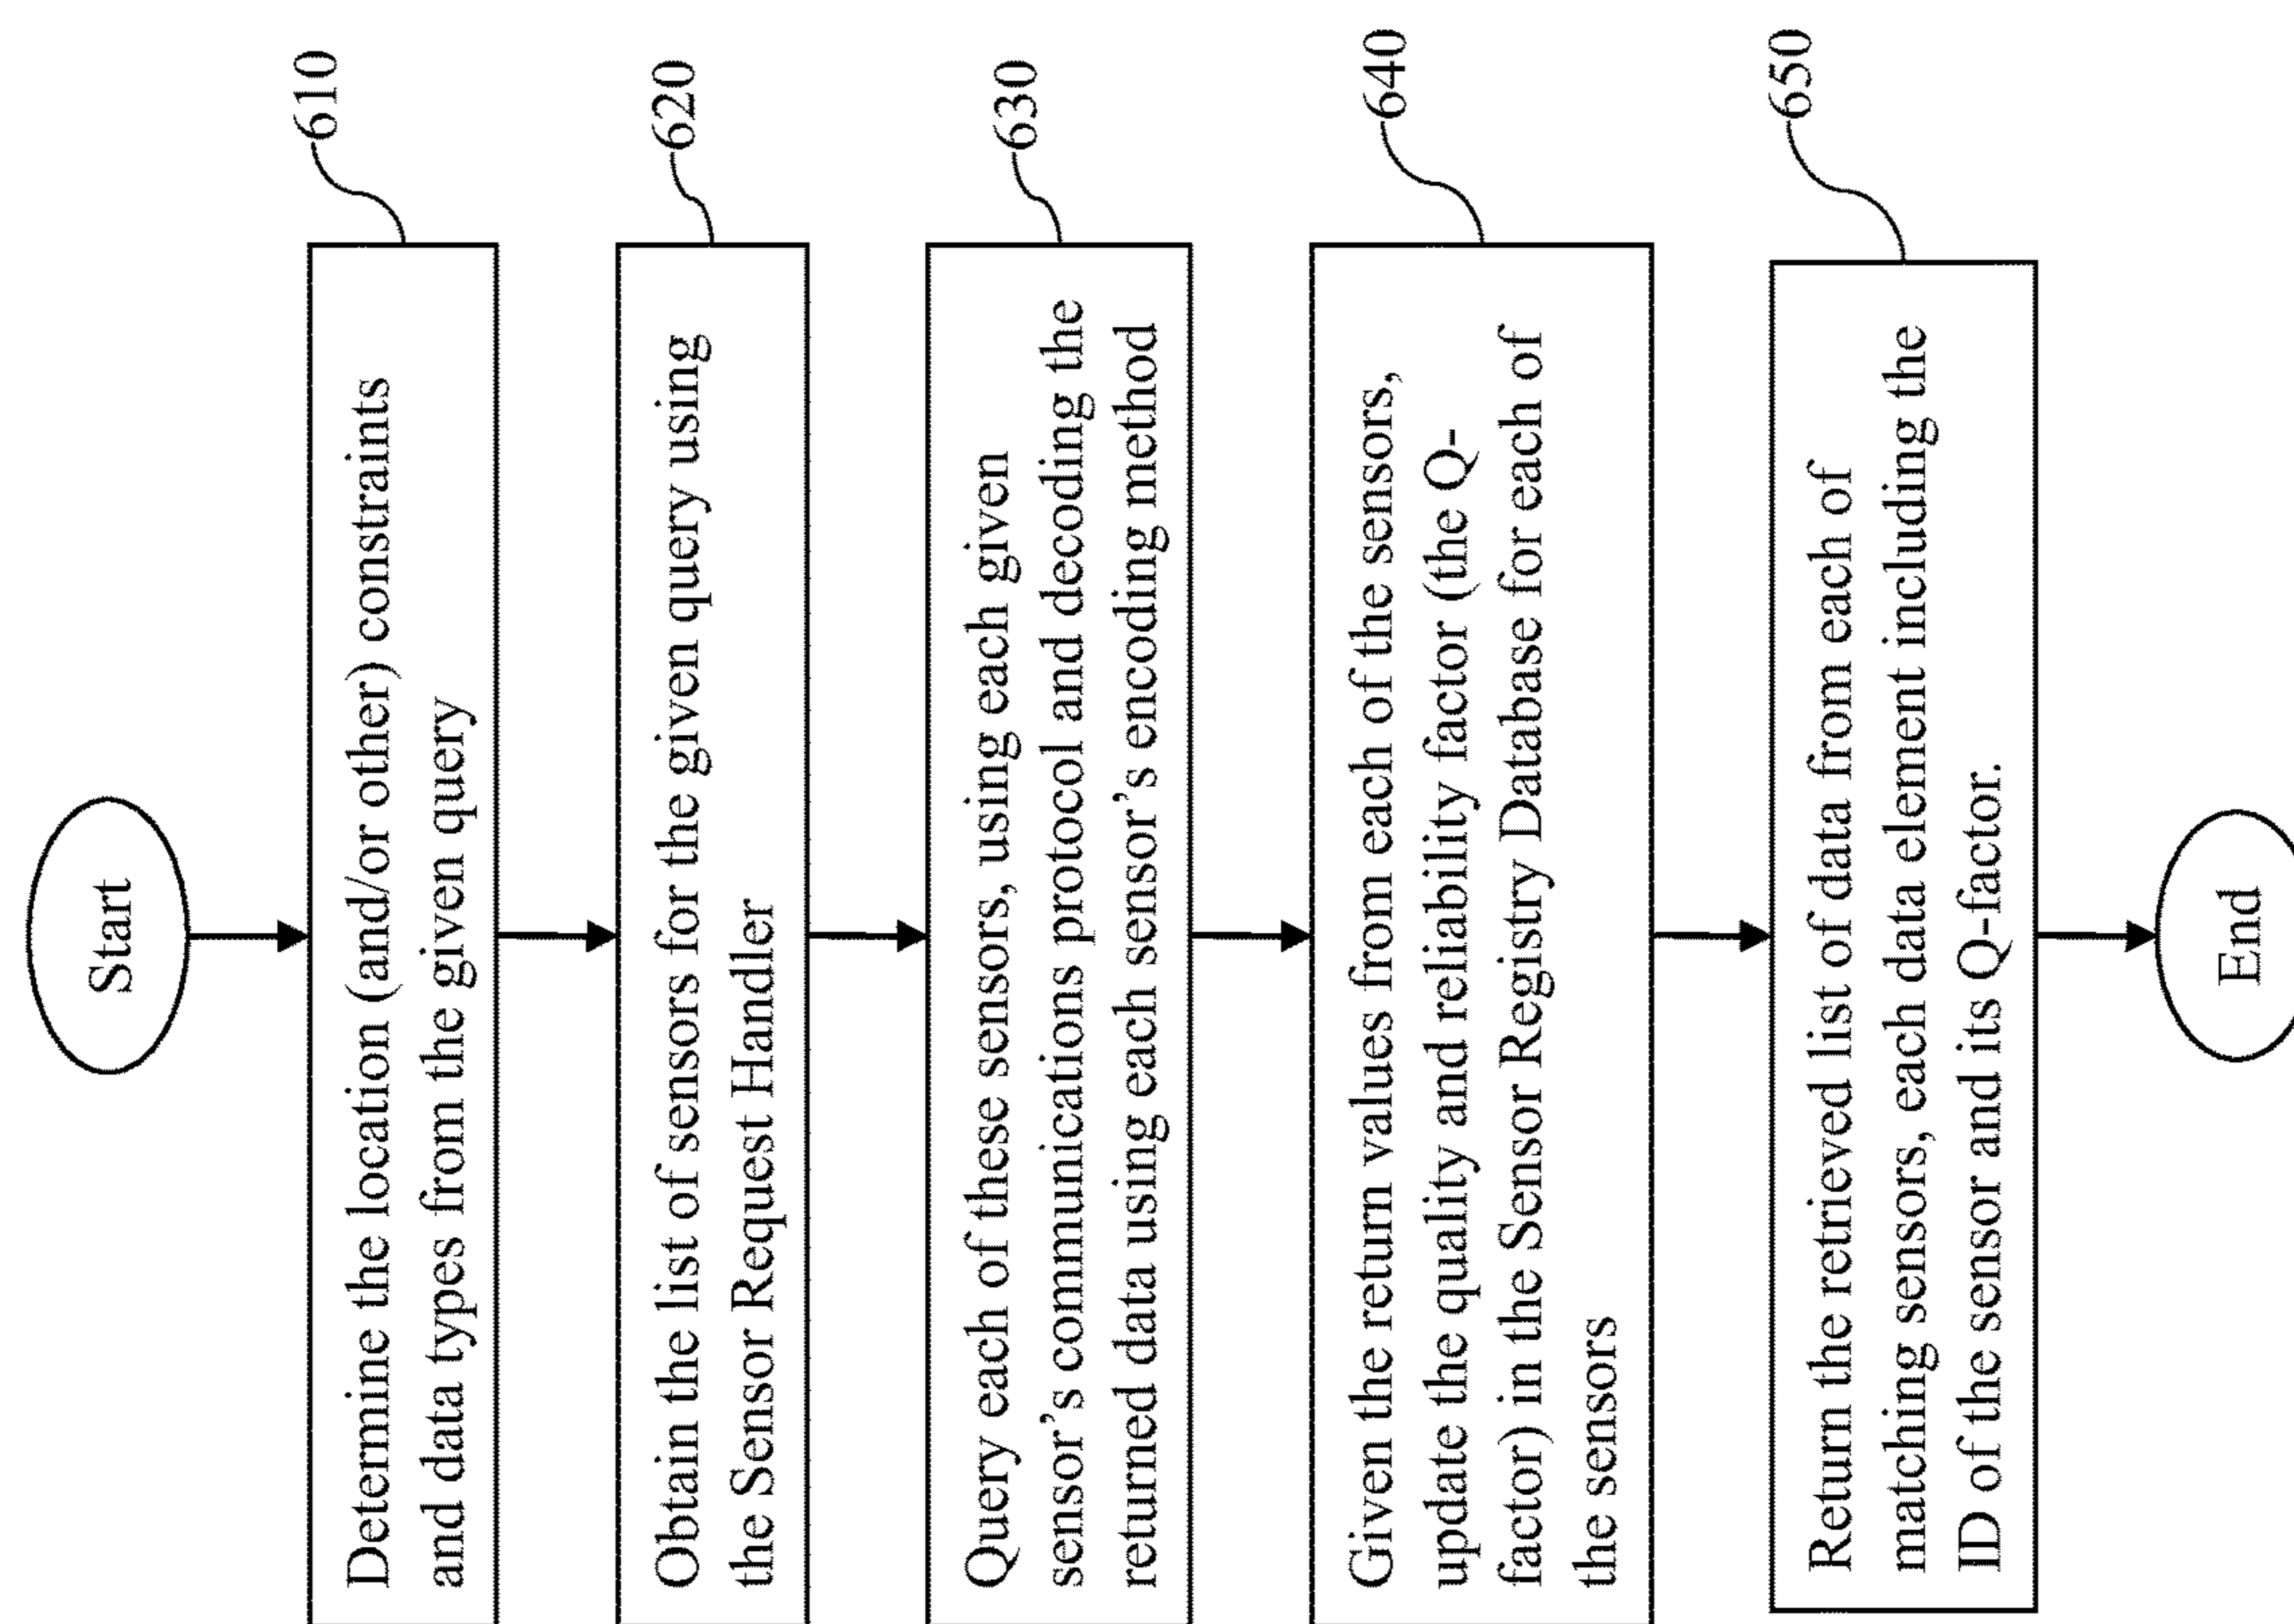 Start
610
Determine the location (and/or other) constraints
and data types from the given query
620
Obtain the list of sensors for the given query using
the Sensor Request Handler
630
Query each of these sensors, using each given
sensor's communications protocol and decoding the
returned data using each sensor's encoding method
640
Given the return values from each of the sensors,
update the quality and reliability factor (the Q-
factor) in the Sensor Registry Database for each of
the sensors
650
Return the retrieved list of data from each of
matching sensors, each data element including the
ID of the sensor and its Q-factor.
End